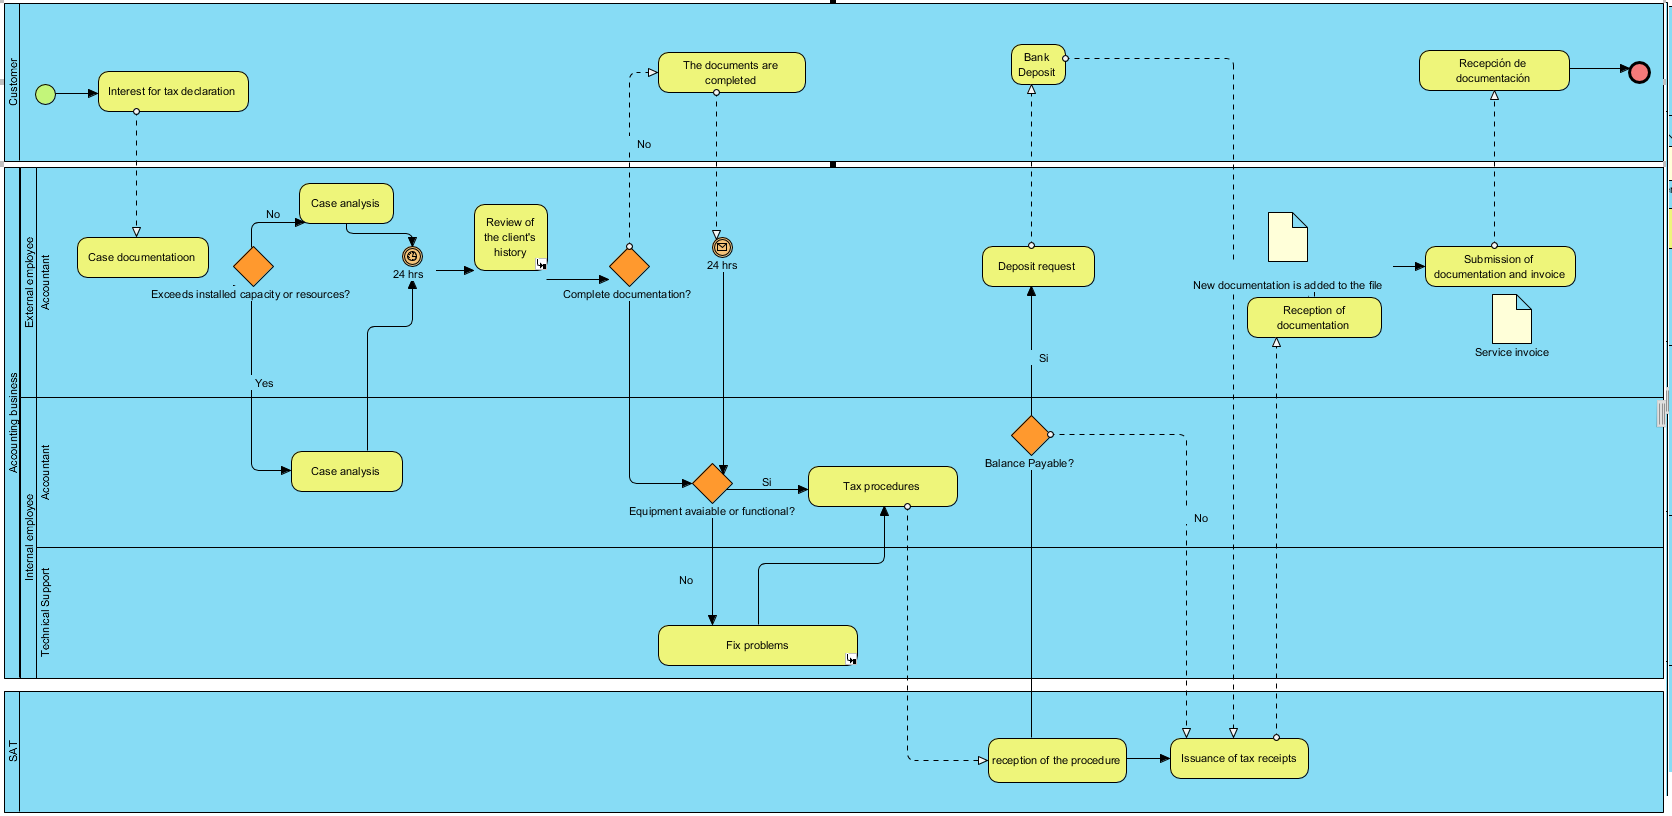 Customer
Interest for tax declaration
The documents are
completed
Bank
Deposit
Recepción de
documentación
No
Accounting business
External employee
Accountant
Case documentatioon
No
Case analysis
Exceeds installed capacity or resources?
24 hrs
Review of
the client's
history
Complete documentation?
24 hrs
Deposit request
New documentation is added to the file
Reception of
documentation
Submission of
documentation and invoice
Service invoice
Yes
Si
Internal employee
Accountant
Case analysis
Equipment avaiable or functional?
Si
Tax procedures
Balance Payable?
No
Technical Support
No
Fix problems
SAT
reception of the procedure
Issuance of tax receipts